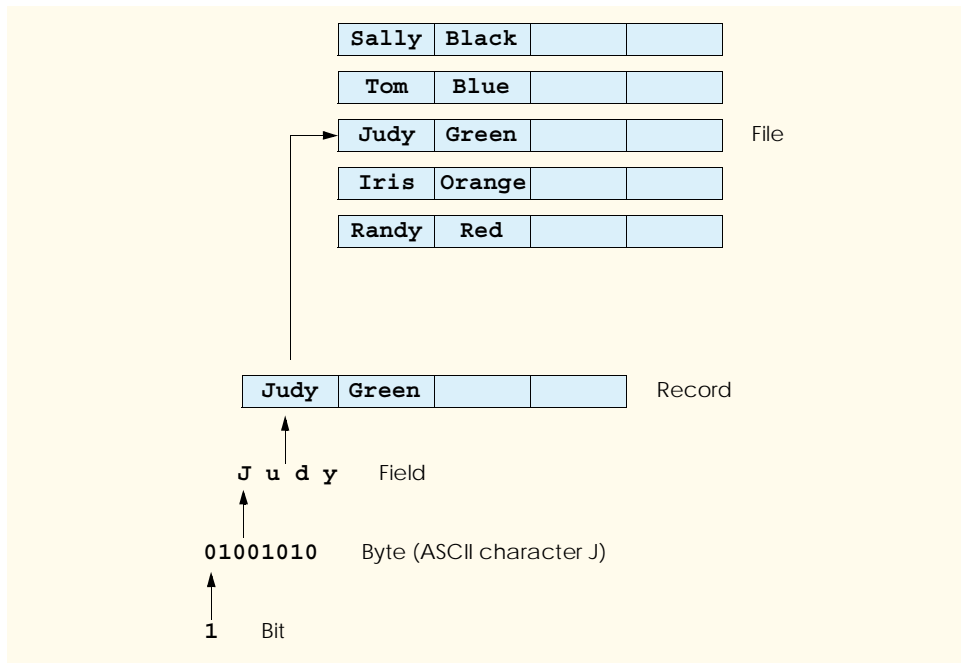 Sally Black
Tom Blue
Judy Green File
Iris Orange
Randy Red
Judy Green Record
J u d y Field
01001010 Byte (ASCII character J)
1 Bit